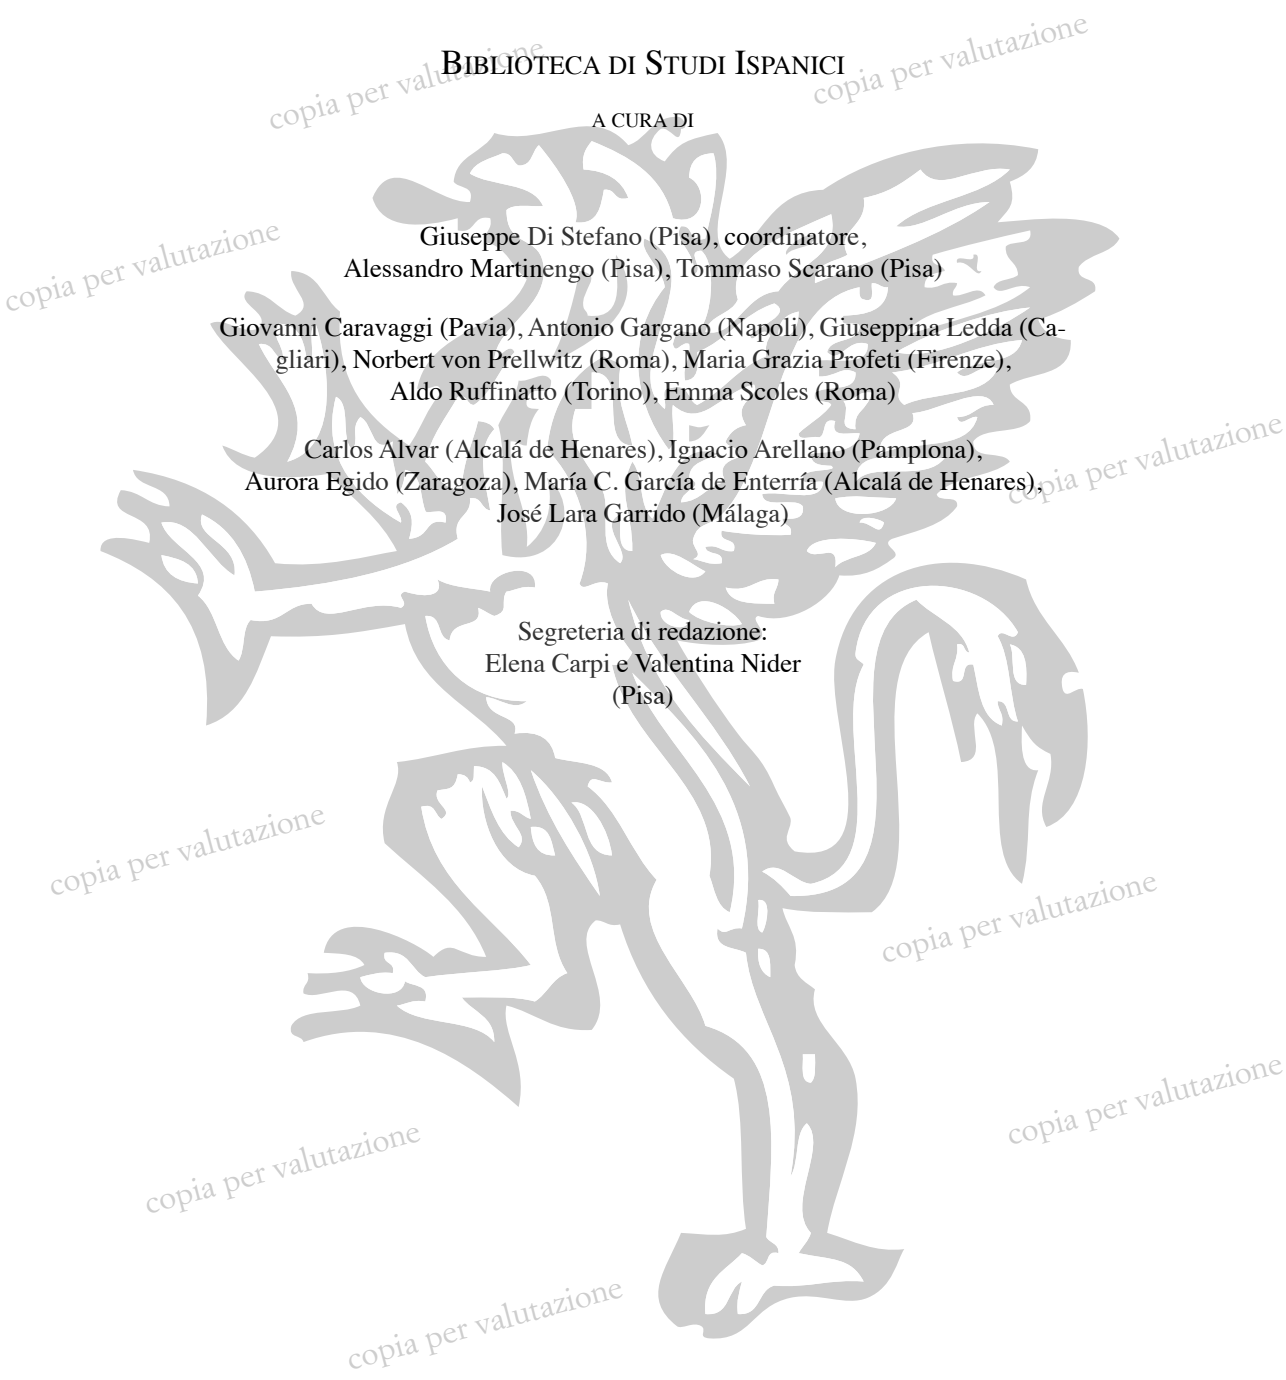 copia per valutazione
copia per valutazione
BIBLIOTECA DI STUDI ISPANICI
A CURA DI
copia per valutazione
Giuseppe Di Stefano (Pisa), coordinatore,
Alessandro Martinengo (Pisa), Tommaso Scarano (Pisa)
Giovanni Caravaggi (Pavia), Antonio Gargano (Napoli), Giuseppina Ledda (Ca-
gliari), Norbert von Prellwitz (Roma), Maria Grazia Profeti (Firenze),
Aldo Ruffinatto (Torino), Emma Scoles (Roma)
Carlos Alvar (Alcalá de Henares), Ignacio Arellano (Pamplona),
copia per valutazione
Aurora Egido (Zaragoza), María C. García de Enterría (Alcalá de Henares),
José Lara Garrido (Málaga)
Segreteria di redazione:
Elena Carpi e Valentina Nider
(Pisa)
copia per valutazione
copia per valutazione
copia per valutazione
copia per valutazione
copia per valutazione